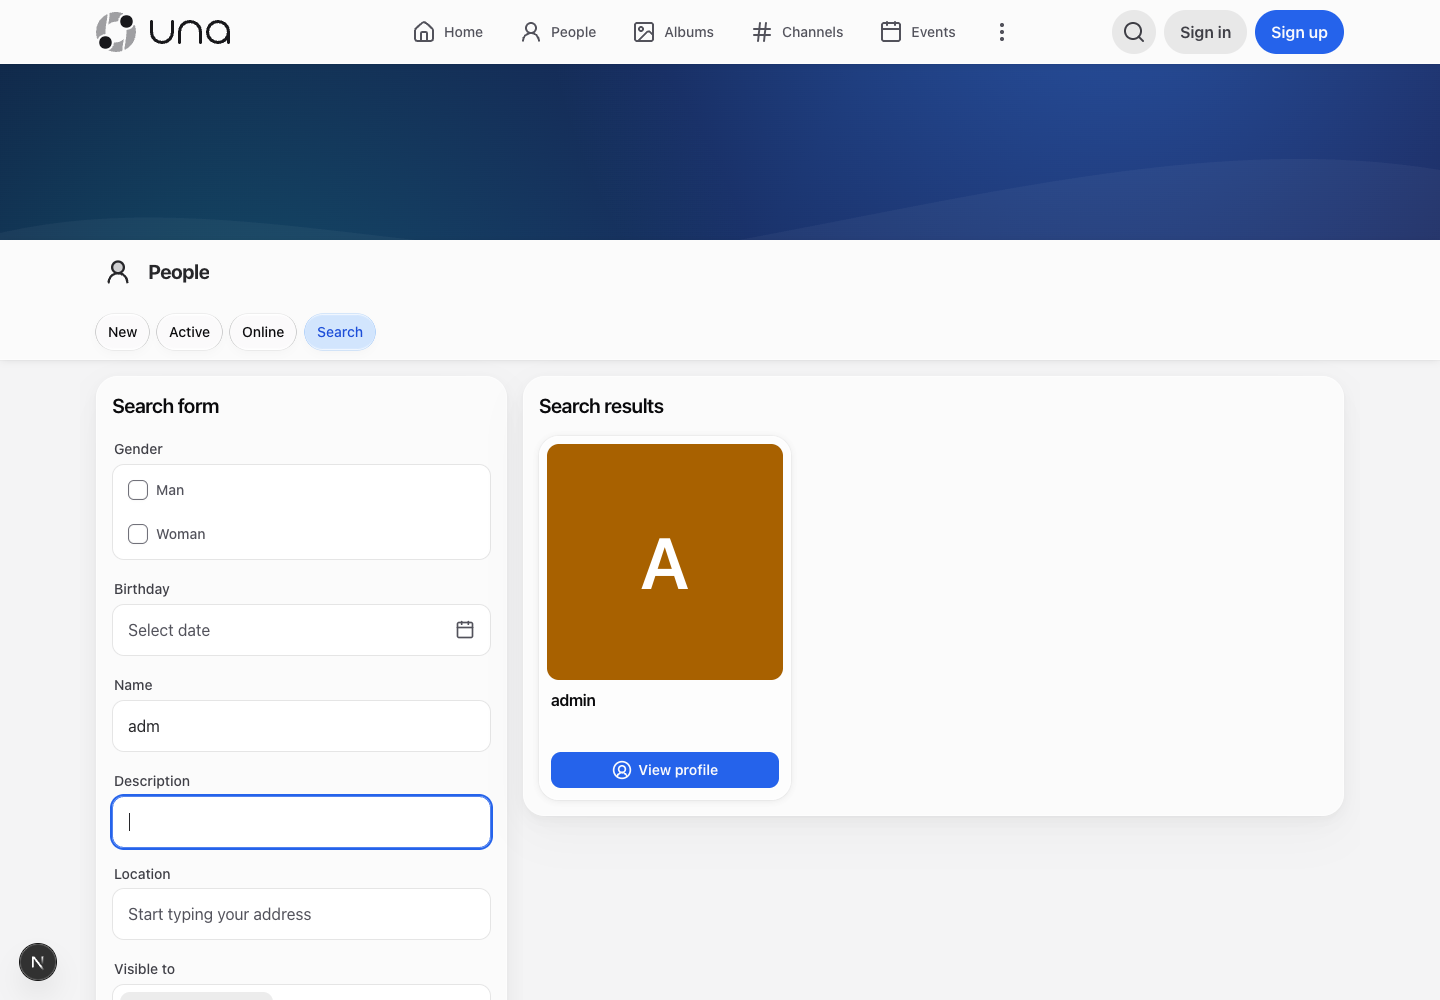 una
Home
People
Albums
Channels
Events
Sign in
Sign up
People
New
Active
Online
Search
Search form
Gender
Man
Woman
Birthday
Select date
Name
adm
Description
Location
Start typing your address
Visible to
Search results
A
admin
View profile
N